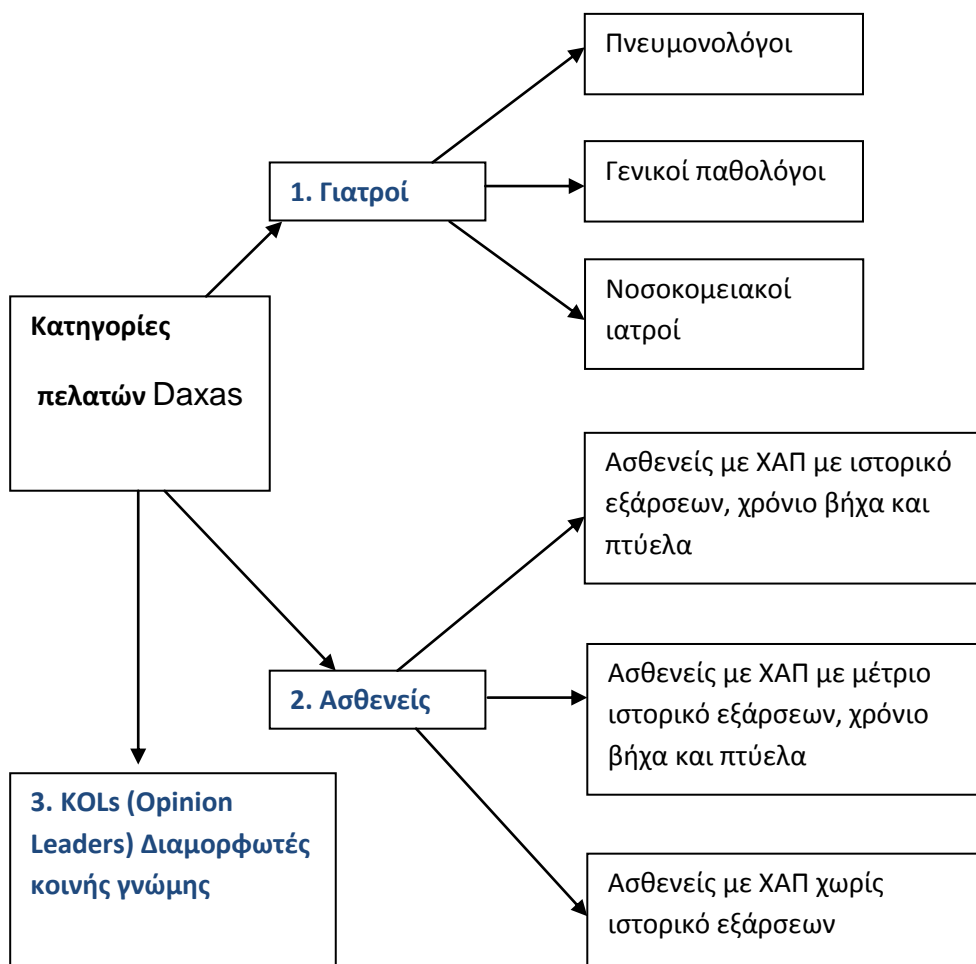 Πνευμονολόγοι
1. Γιατροί
Γενικοί παθολόγοι
Νοσοκομειακοί
ιατροί
Κατηγορίες
πελατών Daxas
Ασθενείς με ΧΑΠ με ιστορικό
εξάρσεων, χρόνιο βήχα και
πτύελα
2. Ασθενείς
Ασθενείς με ΧΑΠ με μέτριο
ιστορικό εξάρσεων, χρόνιο
βήχα και πτύελα
3. KOLs (Opinion
Leaders) Διαμορφωτές
κοινής γνώμης
Ασθενείς με ΧΑΠ χωρίς
ιστορικό εξάρσεων